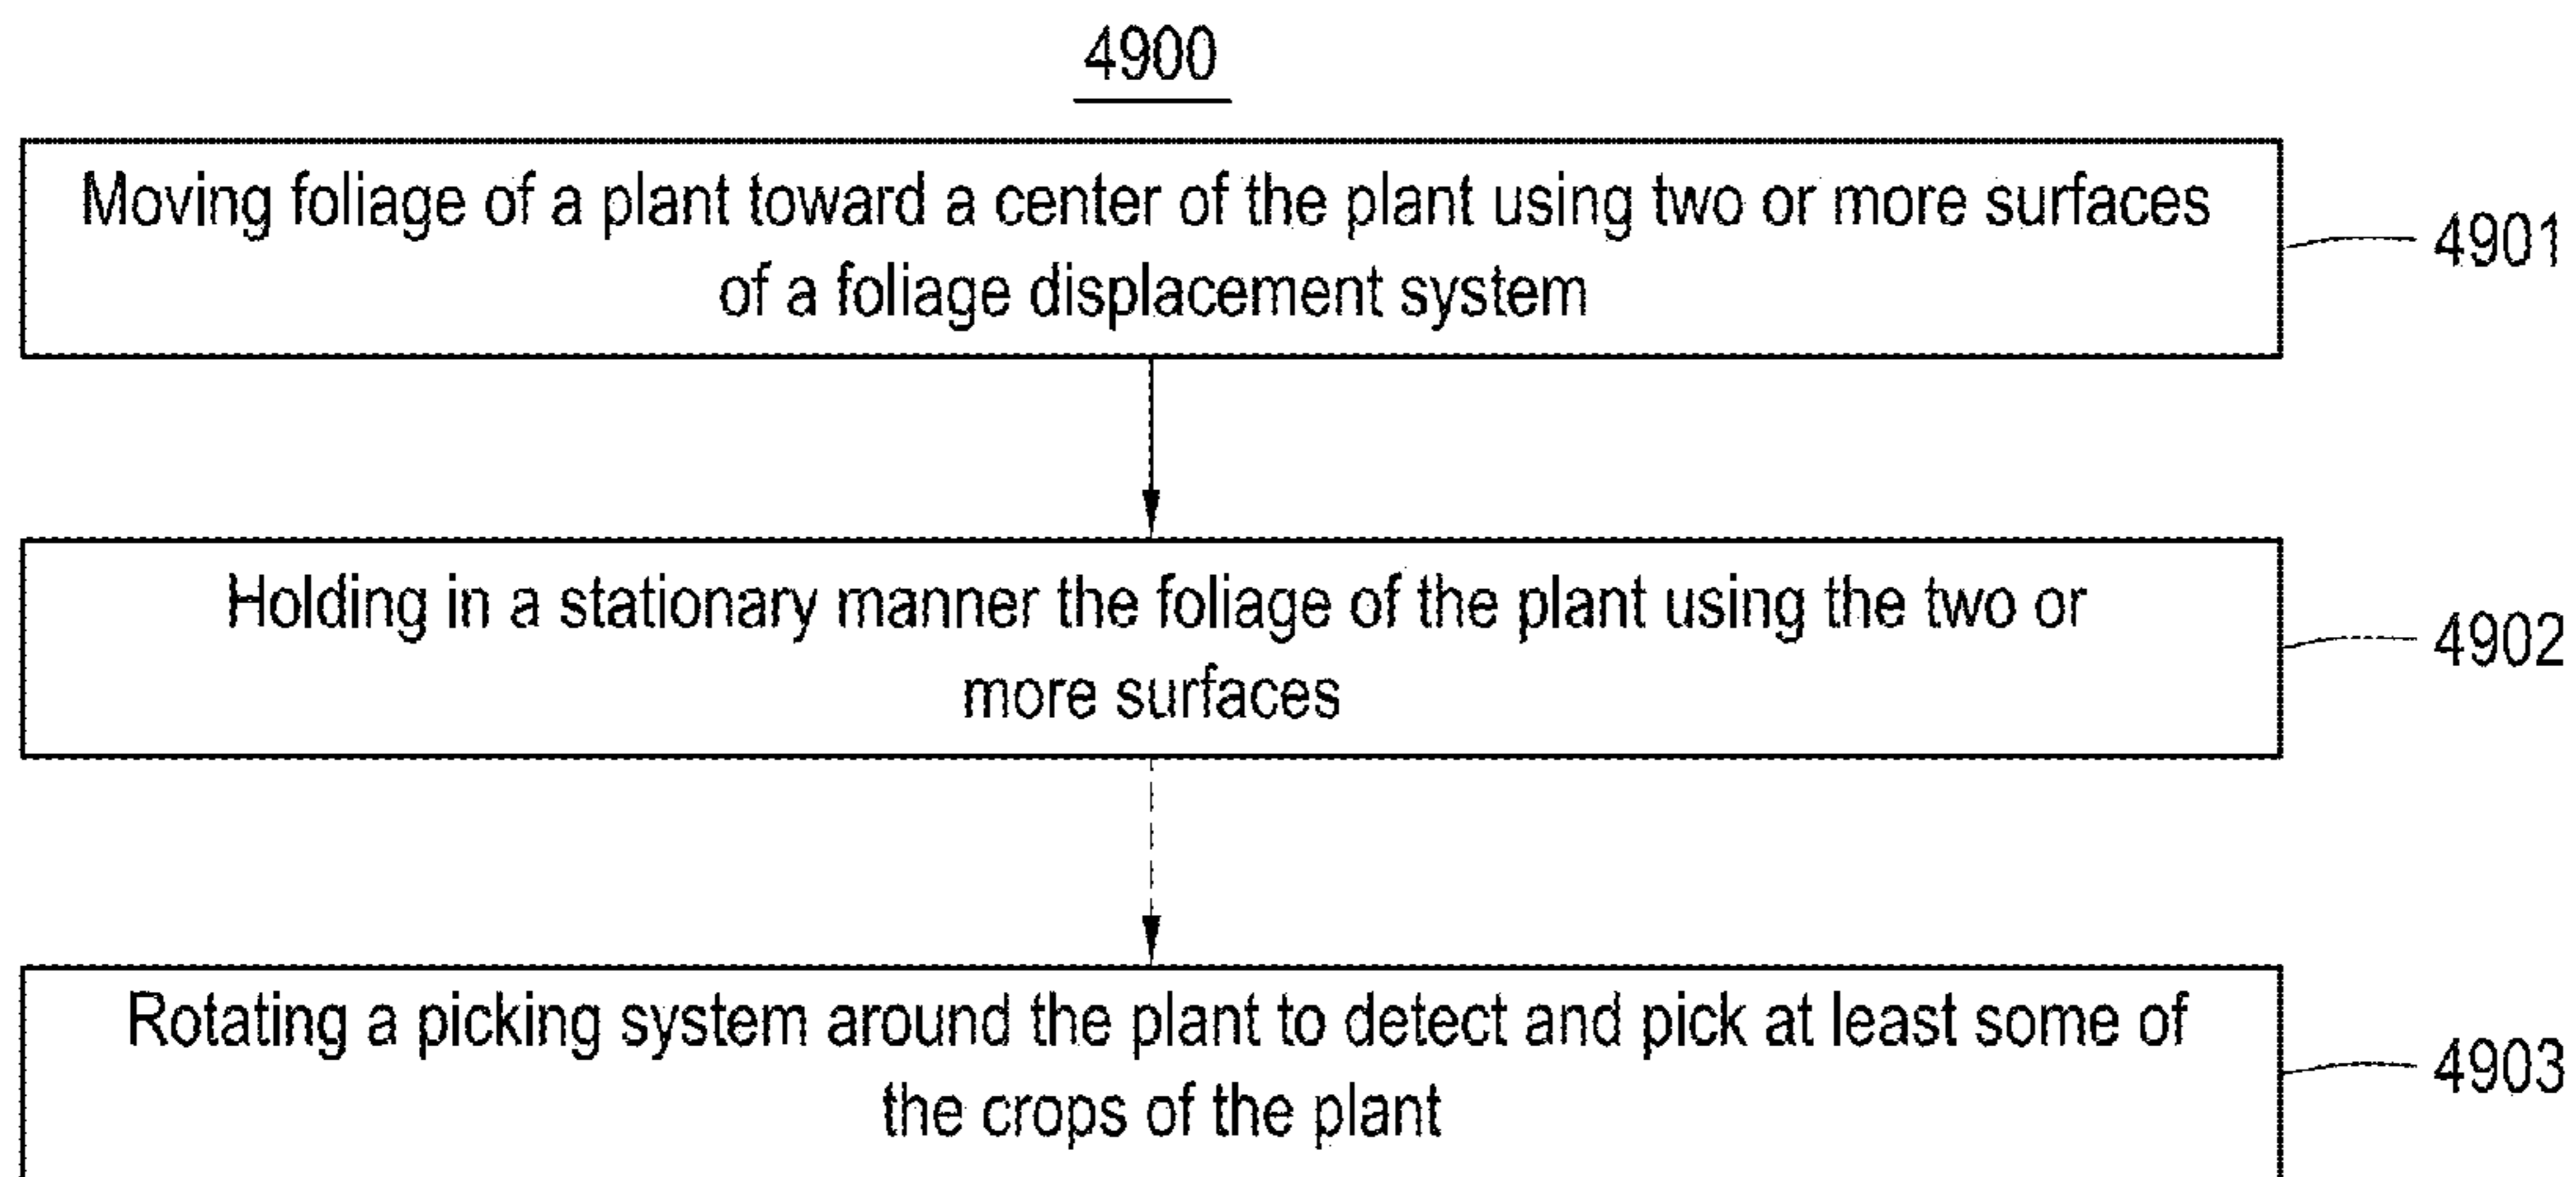 4900
Moving foliage of a plant toward a center of the plant using two or more surfaces
of a foliage displacement system
4901
Holding in a stationary manner the foliage of the plant using the two or
more surfaces
4902
Rotating a picking system around the plant to detect and pick at least some of
the crops of the plant
4903